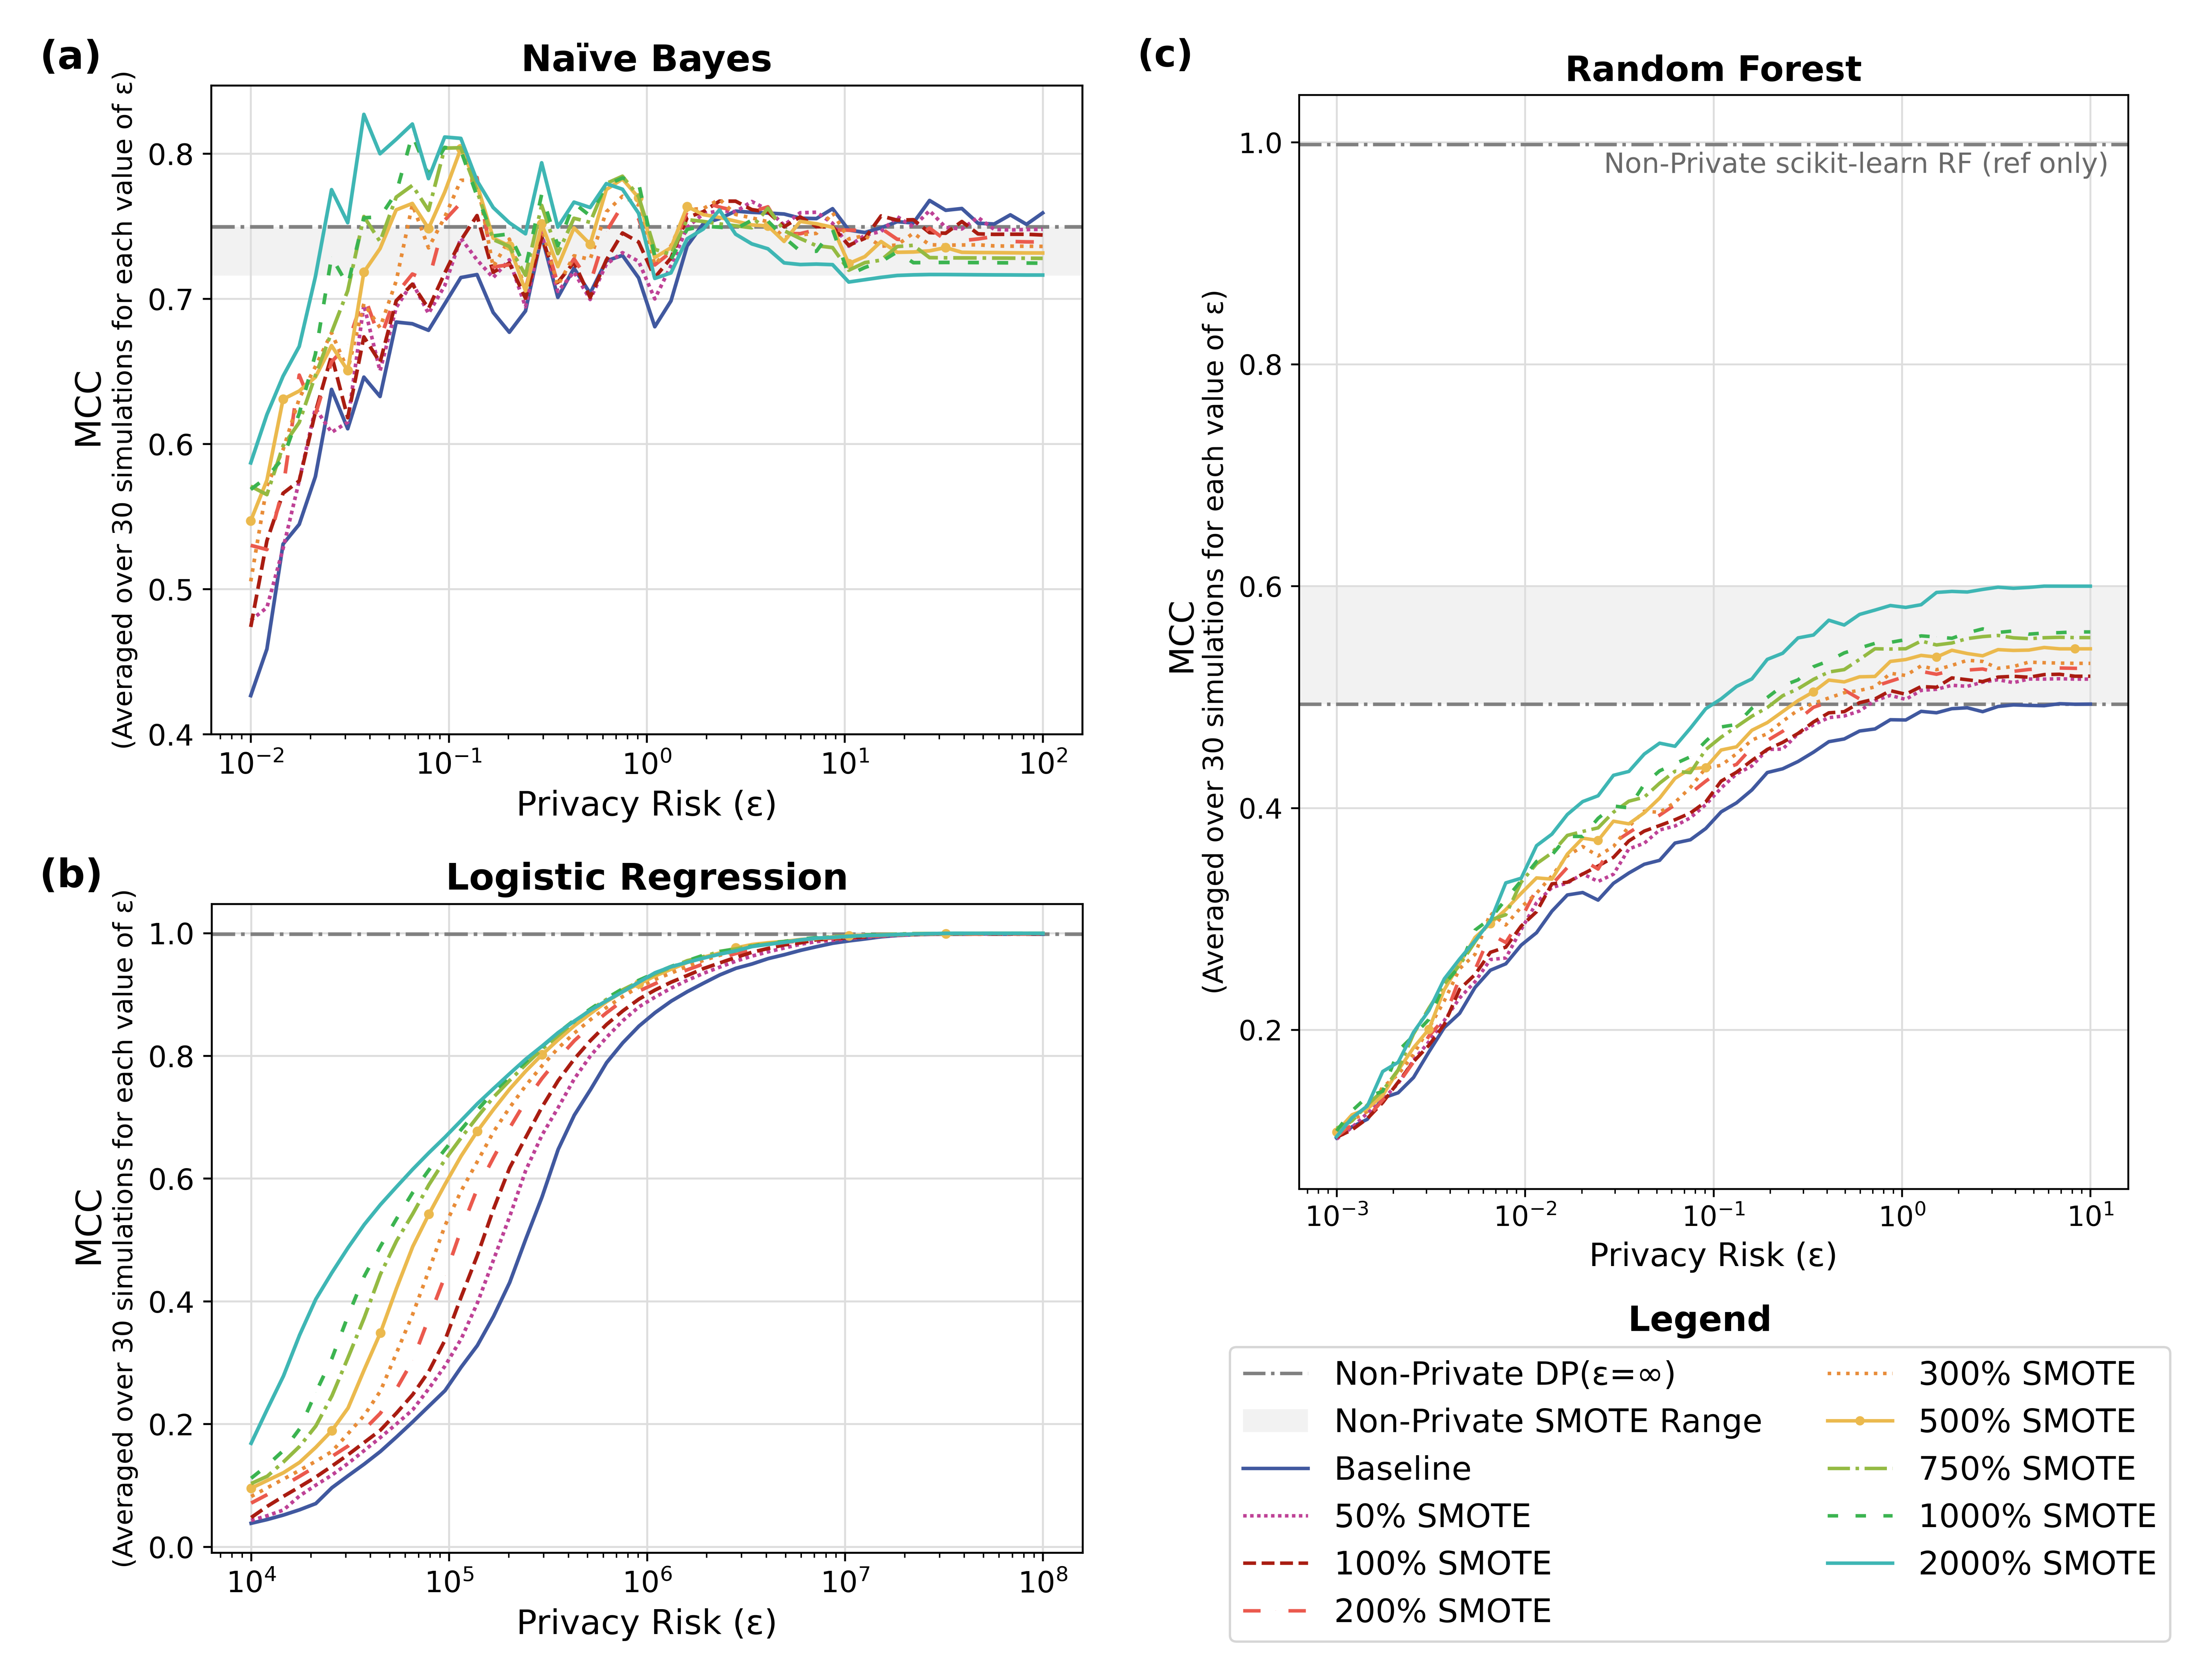 (a)
Naïve Bayes
MCC
(Averaged over 30 simulations for each value of ε)
0.8
0.7
0.6
0.5
0.4
10⁻² 10⁻¹ 10⁰ 10¹ 10²
Privacy Risk (ε)
(b)
Logistic Regression
MCC
(Averaged over 30 simulations for each value of ε)
1.0
0.8
0.6
0.4
0.2
0.0
10⁴ 10⁵ 10⁶ 10⁷ 10⁸
Privacy Risk (ε)
(c)
Random Forest
MCC
(Averaged over 30 simulations for each value of ε)
1.0
0.8
0.6
0.4
0.2
Non-Private scikit-learn RF (ref only)
10⁻³ 10⁻² 10⁻¹ 10⁰ 10¹
Privacy Risk (ε)
Legend
Non-Private DP(ε=∞)
Non-Private SMOTE Range
Baseline
50% SMOTE
100% SMOTE
200% SMOTE
300% SMOTE
500% SMOTE
750% SMOTE
1000% SMOTE
2000% SMOTE